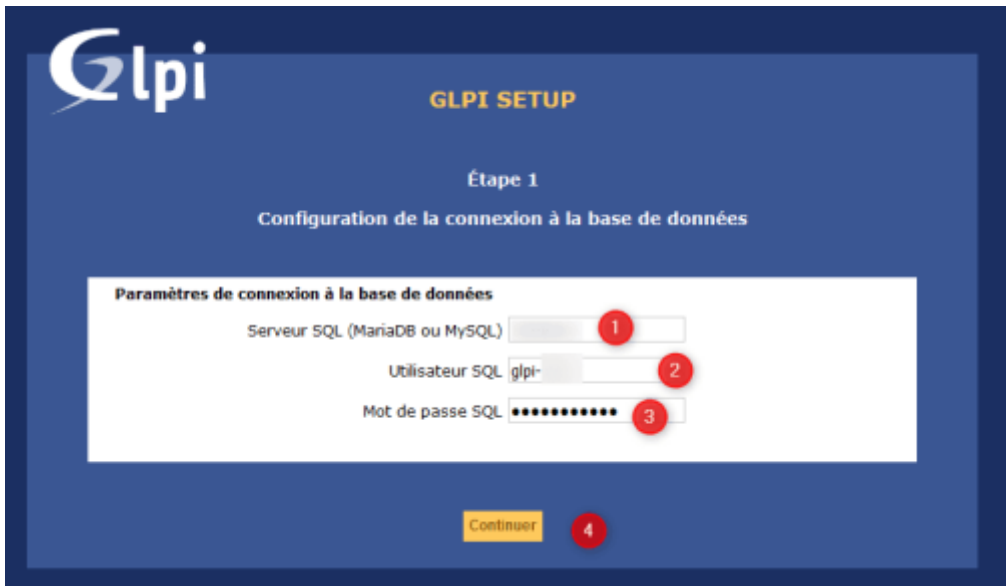 Glpi
GLPI SETUP
Étape 1
Configuration de la connexion à la base de données
Paramètres de connexion à la base de données
Serveur SQL (MariaDB ou MySQL) 1
Utilisateur SQL glpi- 2
Mot de passe SQL ••••••••••• 3
Continuer 4